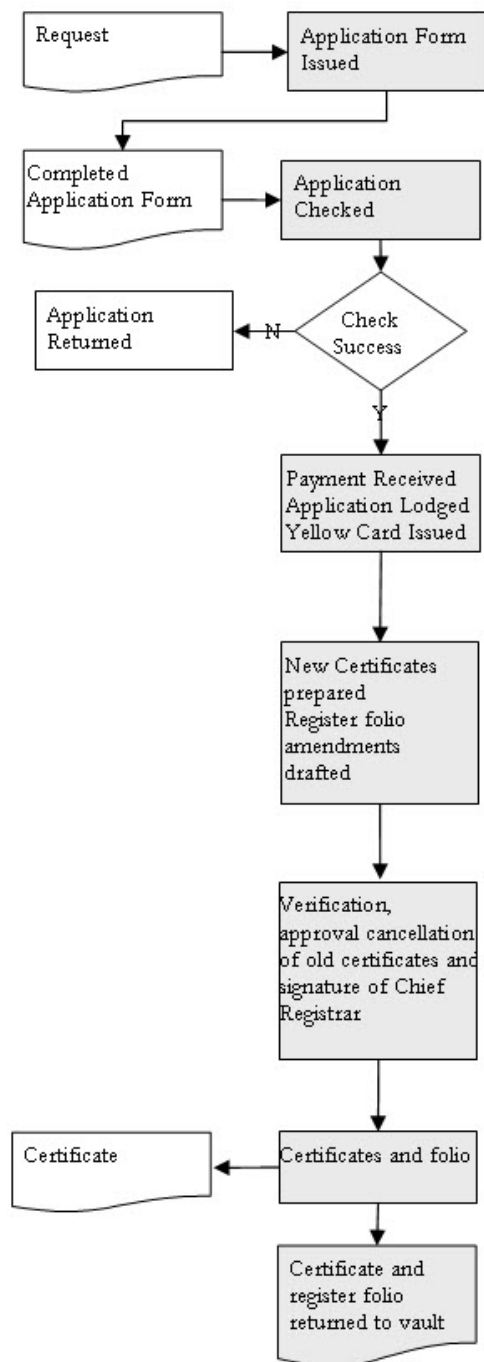 Request
Application Form
Issued
Completed
Application Form
Application
Checked
Application
Returned
N
Check
Success
Y
Payment Received
Application Lodged
Yellow Card Issued
New Certificates
prepared
Register folio
amendments
drafted
Verification,
approval cancellation
of old certificates and
signature of Chief
Registrar
Certificate
Certificates and folio
Certificate and
register folio
returned to vault